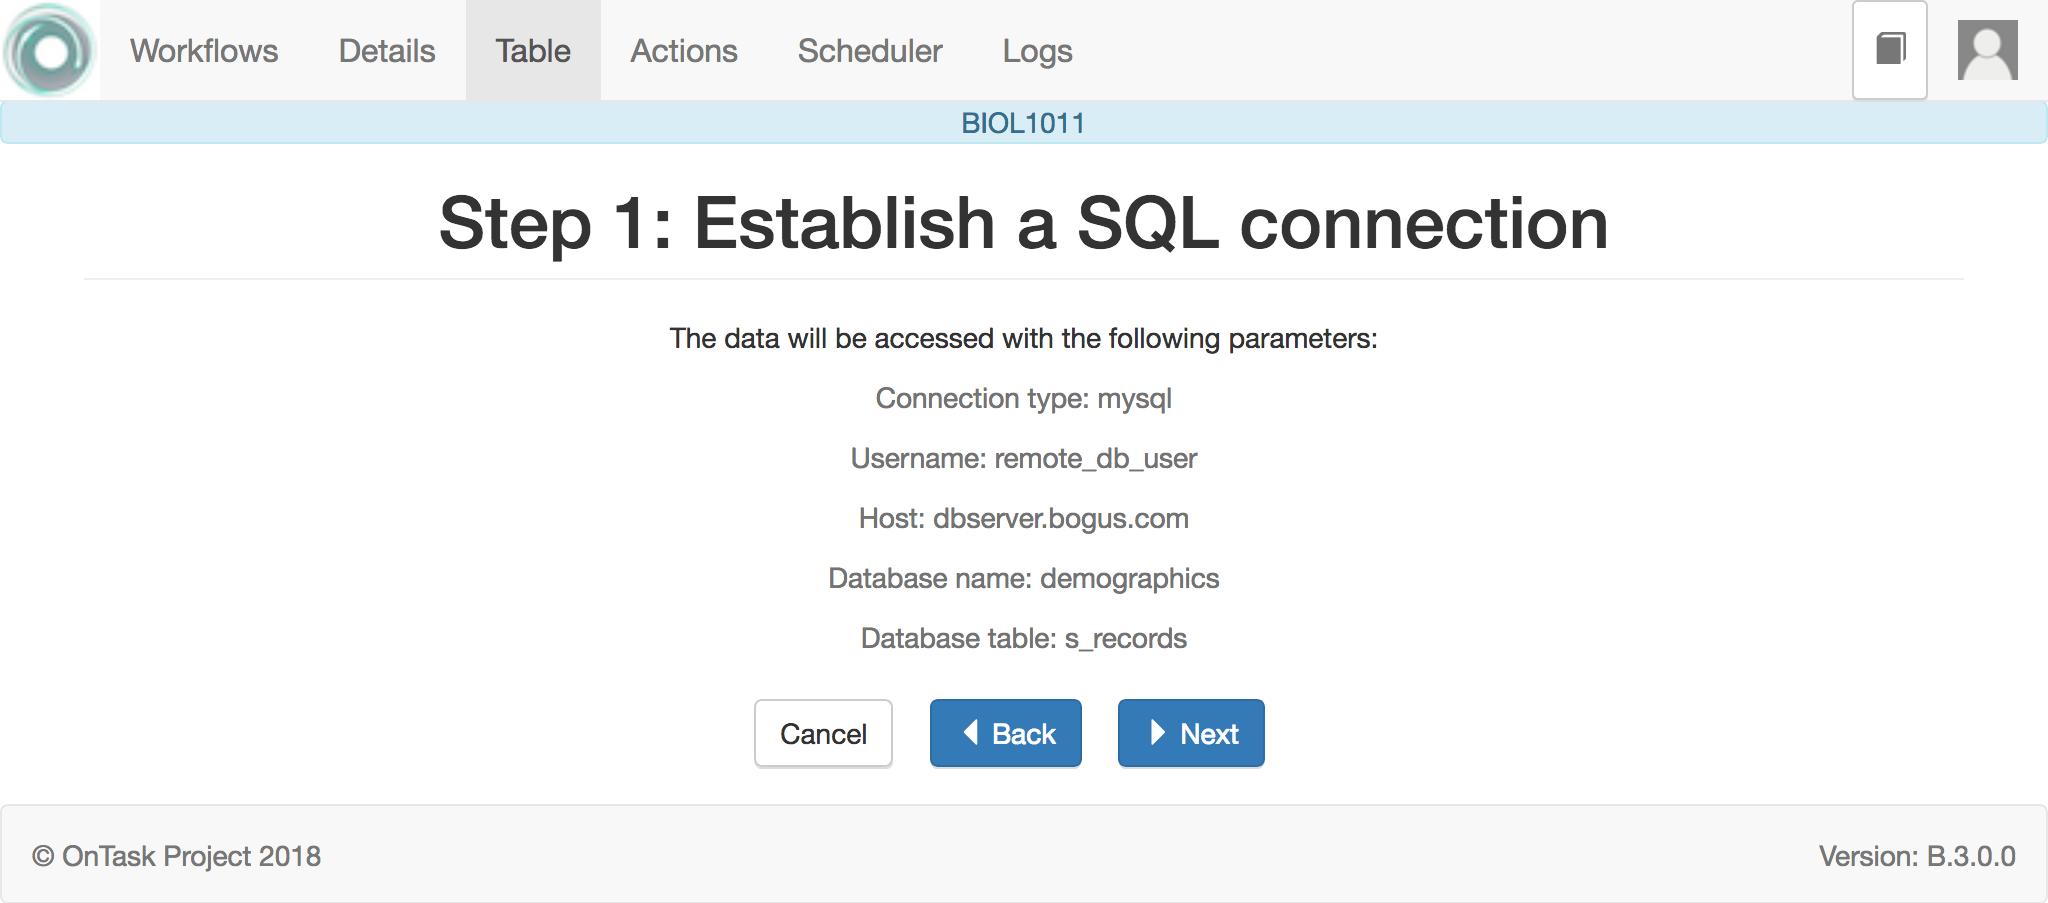 Workflows Details Table Actions Scheduler Logs
BIOL1011
Step 1: Establish a SQL connection
The data will be accessed with the following parameters:
Connection type: mysql
Username: remote_db_user
Host: dbserver.bogus.com
Database name: demographics
Database table: s_records
Cancel Back Next
© OnTask Project 2018 Version: B.3.0.0